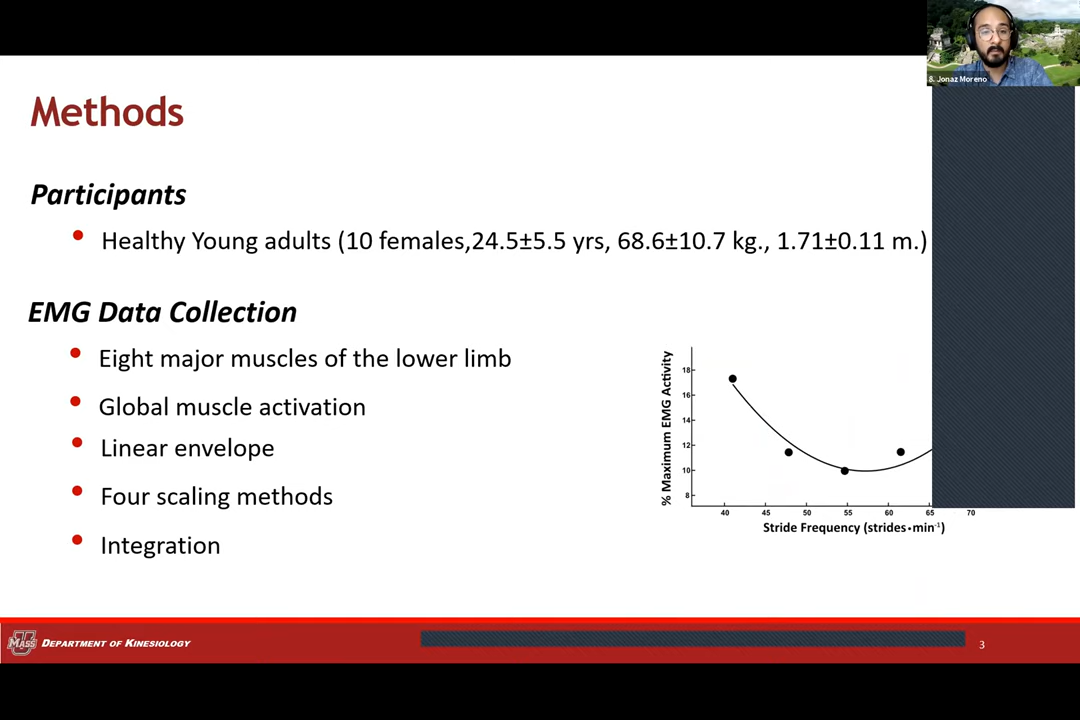 8. Jonaz Moreno
Methods
Participants
Healthy Young adults (10 females,24.5±5.5 yrs, 68.6±10.7 kg., 1.71±0.11 m.)
EMG Data Collection
Eight major muscles of the lower limb
Global muscle activation
Linear envelope
Four scaling methods
Integration
% Maximum EMG Activity
18
16
14
12
10
8
40 45 50 55 60 65 70
Stride Frequency (strides•min⁻¹)
UMASS DEPARTMENT OF KINESIOLOGY
3